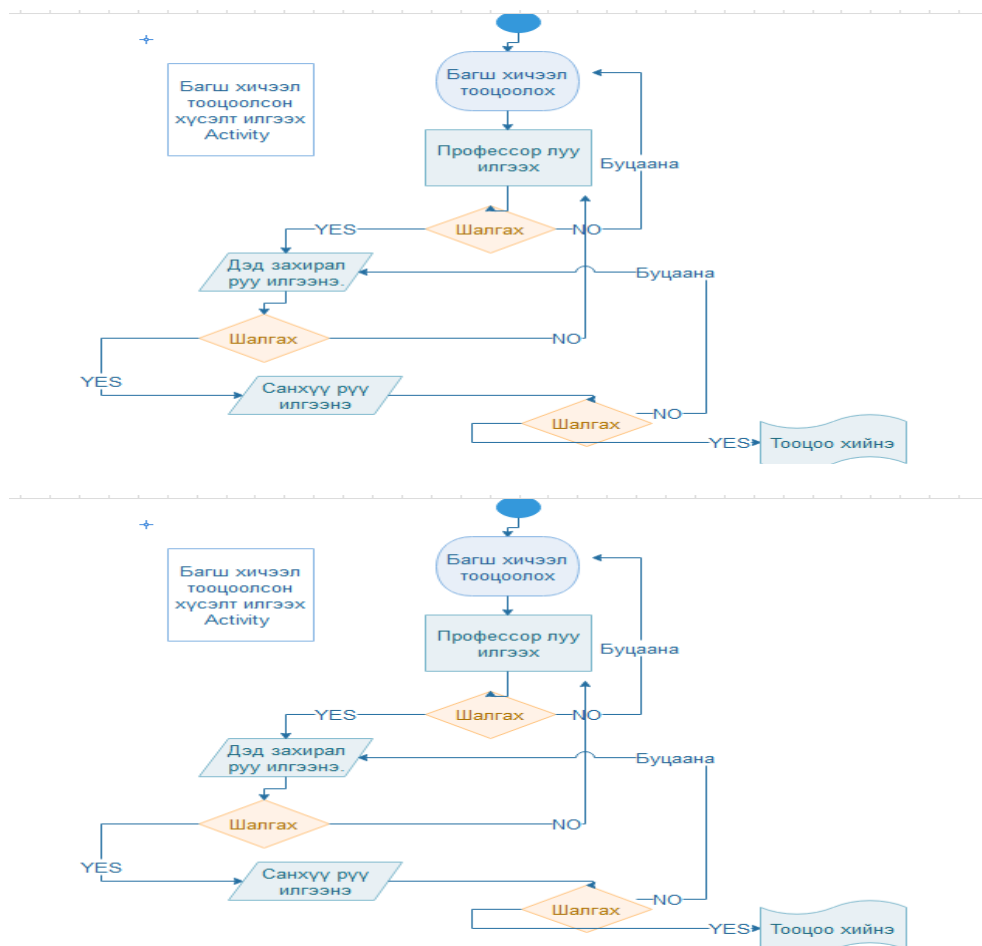 Багш хичээл
тооцоолсон
хүсэлт илгээх
Activity
Багш хичээл
тооцоолох
Профессор луу
илгээх
Буцаана
Шалгах
YES
NO
Дэд захирал
руу илгээнэ.
Буцаана
Шалгах
NO
YES
Санхүү рүү
илгээнэ
Шалгах
NO
YES
Тооцоо хийнэ
Багш хичээл
тооцоолсон
хүсэлт илгээх
Activity
Багш хичээл
тооцоолох
Профессор луу
илгээх
Буцаана
Шалгах
YES
NO
Дэд захирал
руу илгээнэ.
Буцаана
Шалгах
NO
YES
Санхүү рүү
илгээнэ
Шалгах
NO
YES
Тооцоо хийнэ